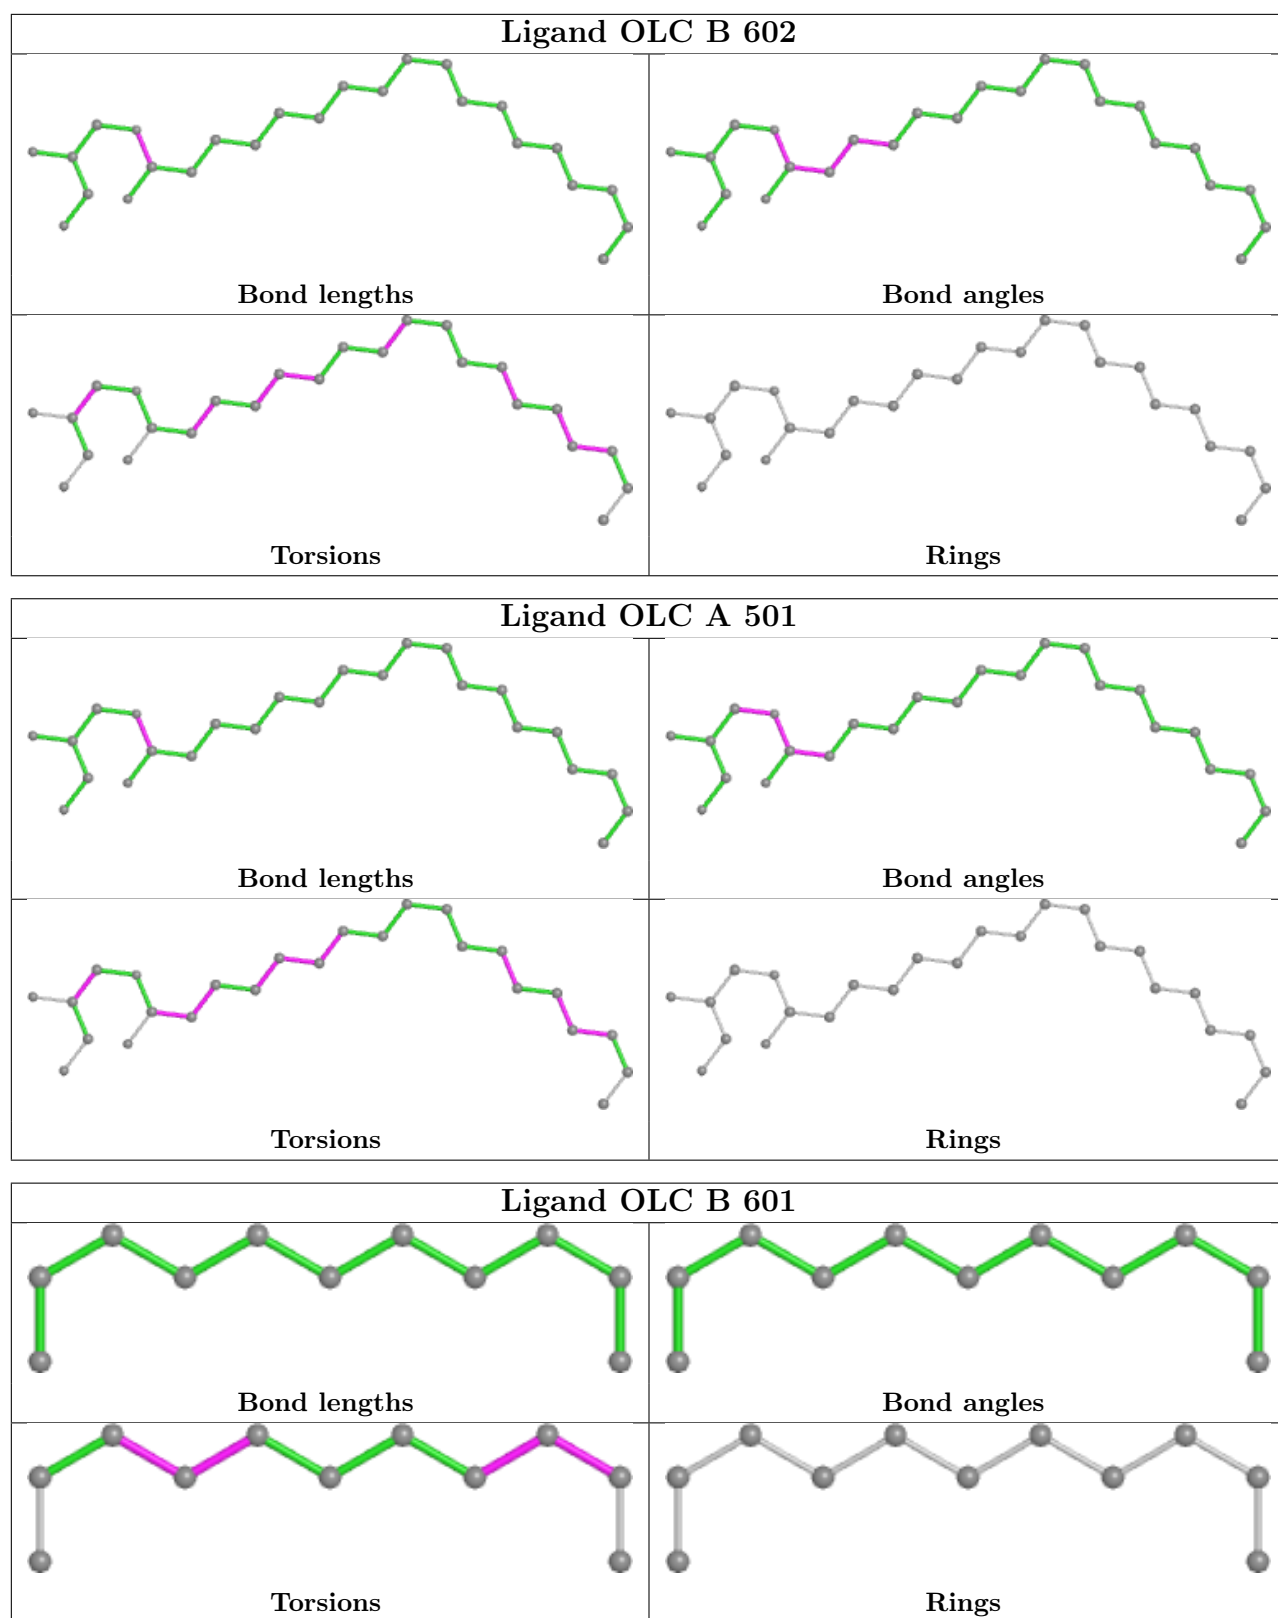 Ligand OLC B 602
Bond lengths
Bond angles
Torsions
Rings
Ligand OLC A 501
Bond lengths
Bond angles
Torsions
Rings
Ligand OLC B 601
Bond lengths
Bond angles
Torsions
Rings